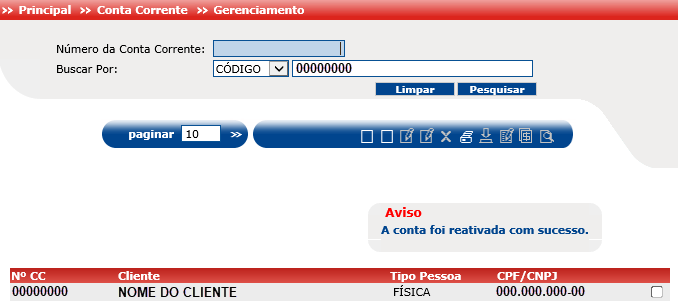 >> Principal >> Conta Corrente >> Gerenciamento
Número da Conta Corrente:
Buscar Por: CÓDIGO 00000000
Limpar Pesquisar
paginar 10 >>
Aviso
A conta foi reativada com sucesso.
Nº CC Cliente Tipo Pessoa CPF/CNPJ
00000000 NOME DO CLIENTE FÍSICA 000.000.000-00